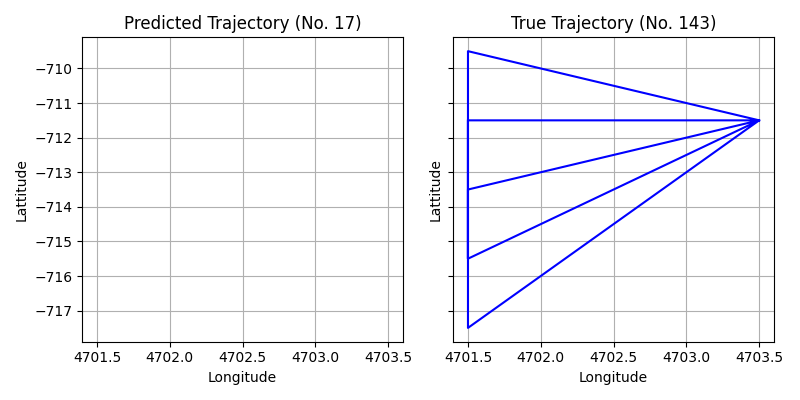 Predicted Trajectory (No. 17)
True Trajectory (No. 143)
−710
−711
−712
−713
−714
−715
−716
−717
Lattitude
Lattitude
4701.5 4702.0 4702.5 4703.0 4703.5
4701.5 4702.0 4702.5 4703.0 4703.5
Longitude
Longitude